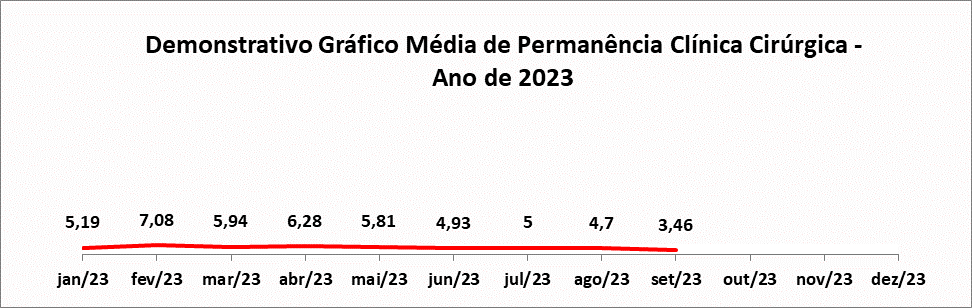 Demonstrativo Gráfico Média de Permanência Clínica Cirúrgica -
Ano de 2023
5,19 7,08 5,94 6,28 5,81 4,93 5 4,7 3,46
jan/23 fev/23 mar/23 abr/23 mai/23 jun/23 jul/23 ago/23 set/23 out/23 nov/23 dez/23